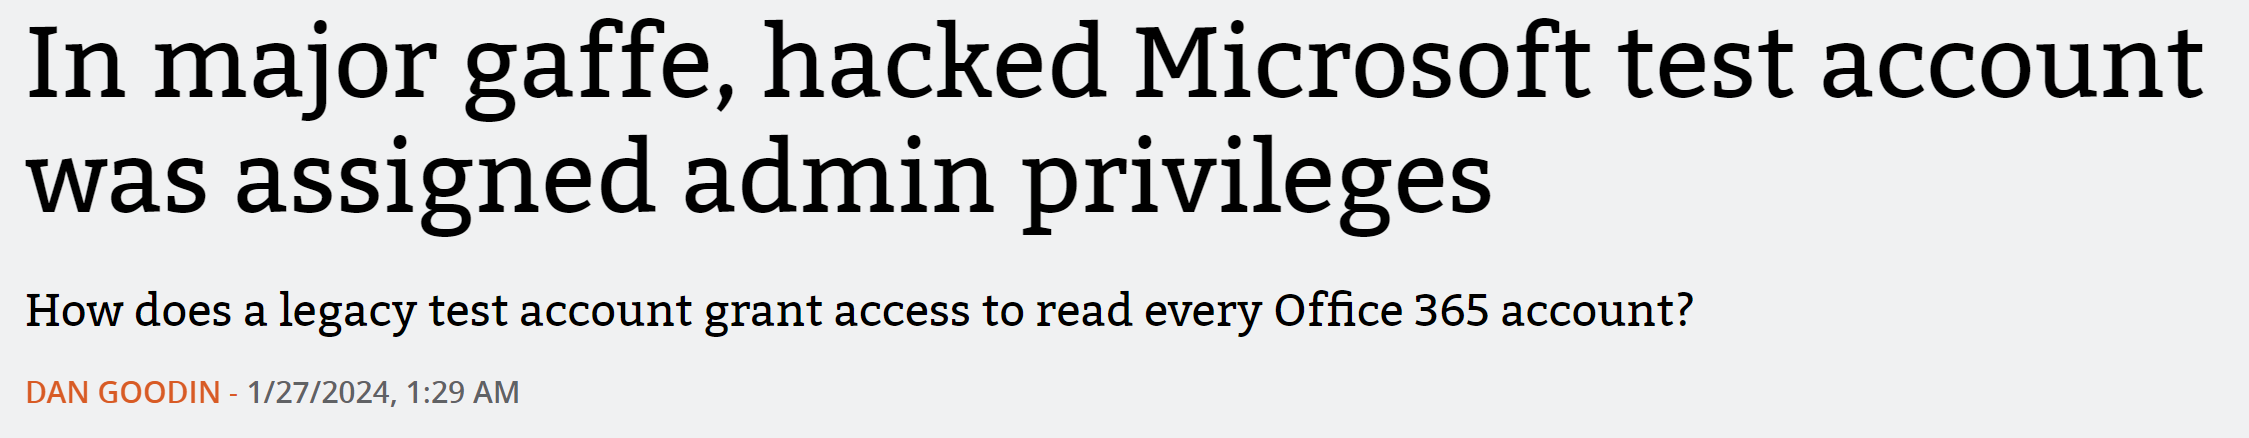 In major gaffe, hacked Microsoft test account
was assigned admin privileges
How does a legacy test account grant access to read every Office 365 account?
DAN GOODIN - 1/27/2024, 1:29 AM